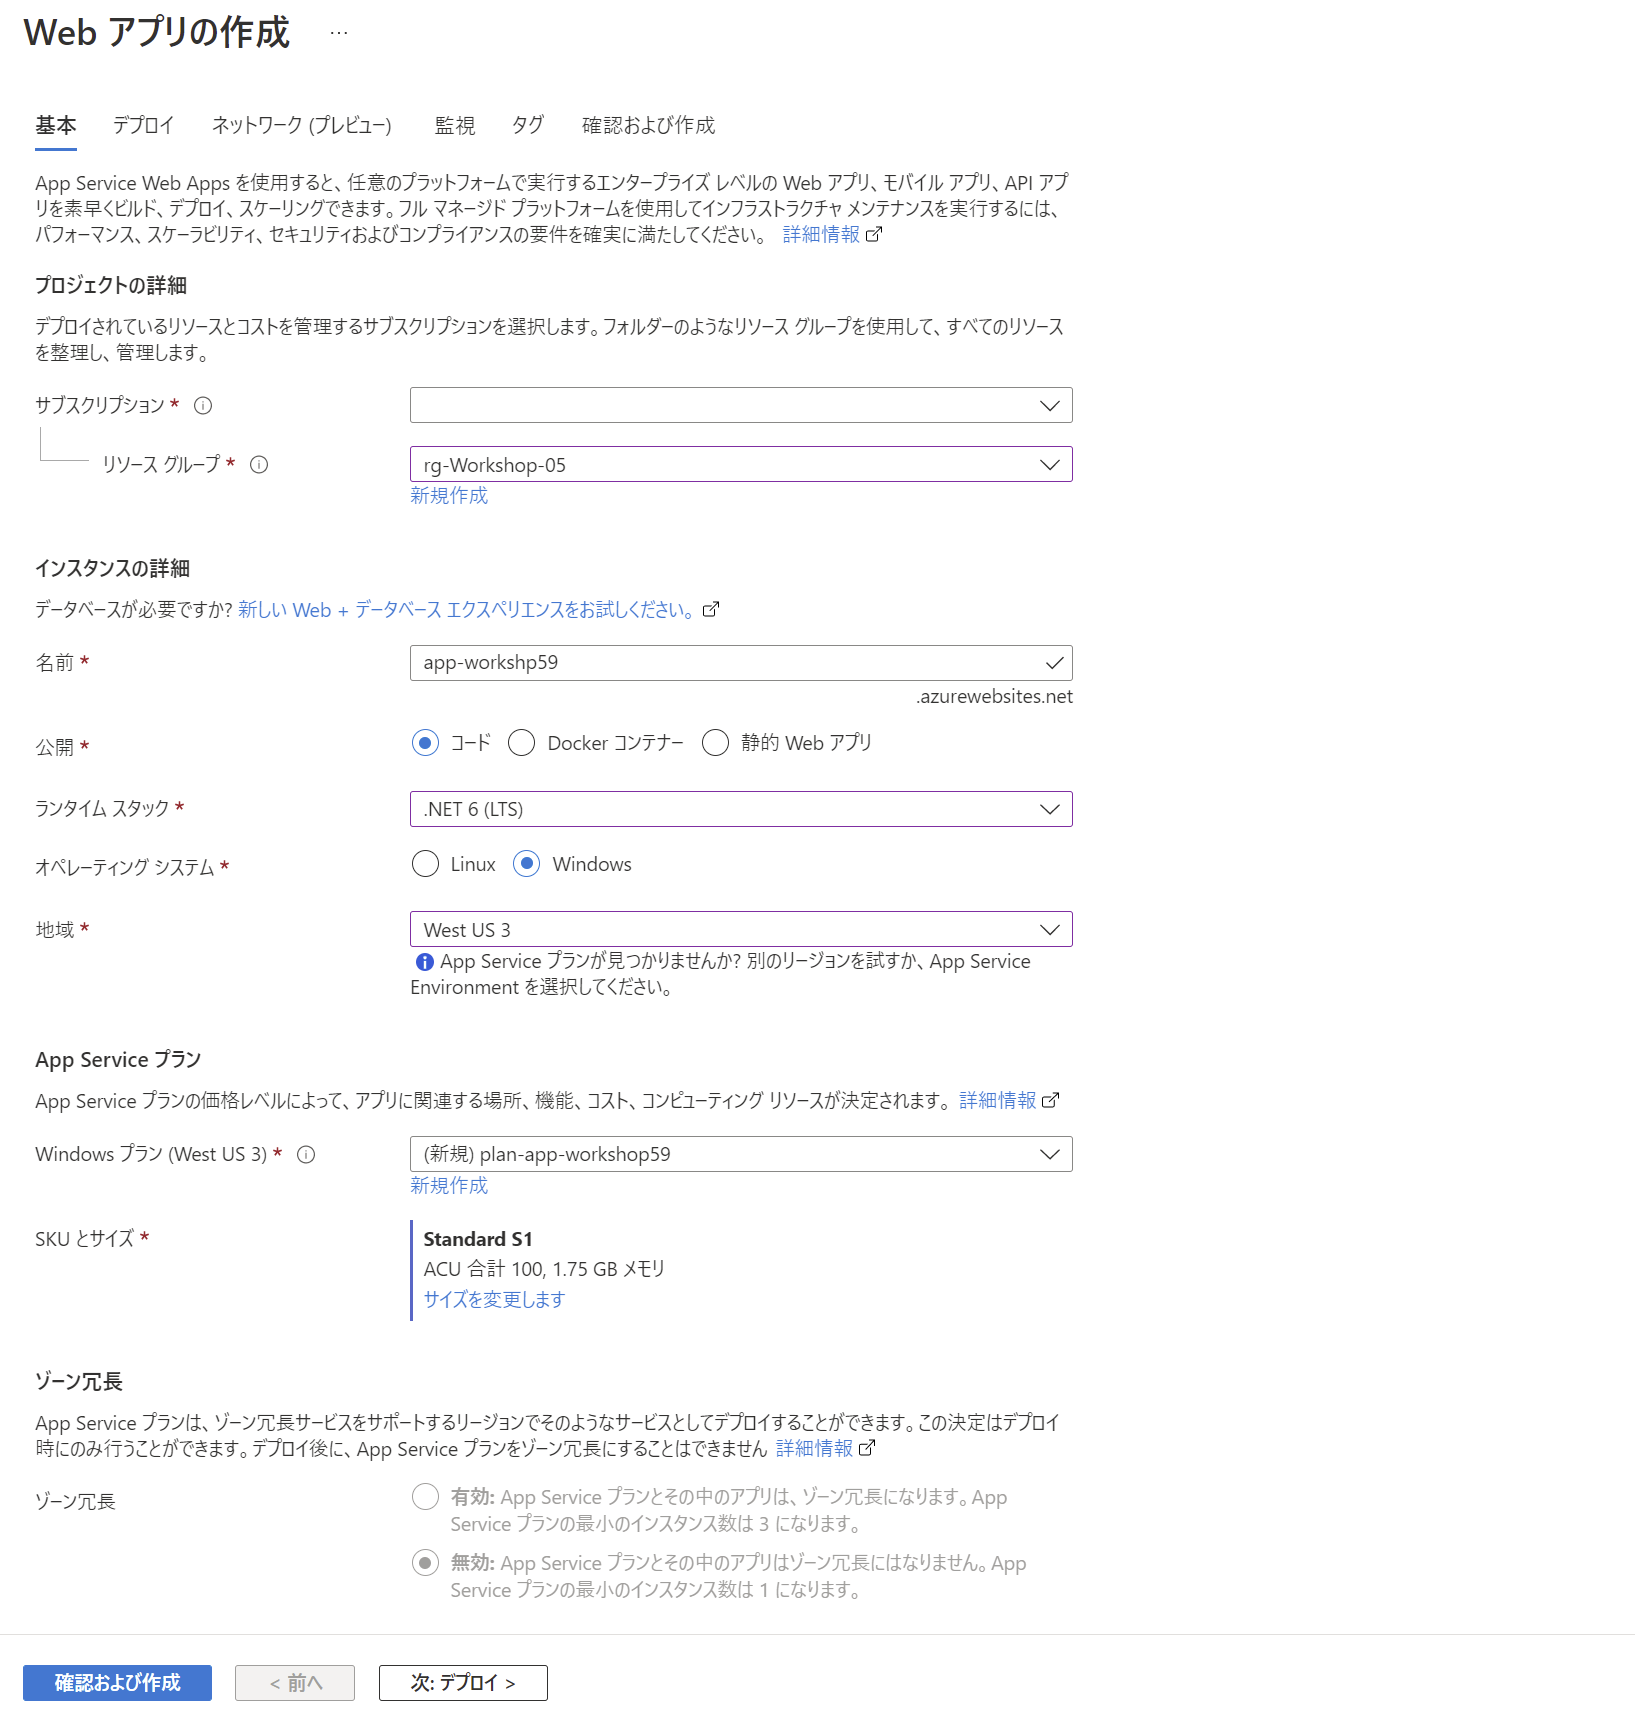 Web アプリの作成 …
基本 デプロイ ネットワーク (プレビュー) 監視 タグ 確認および作成
App Service Web Apps を使用すると、任意のプラットフォームで実行するエンタープライズ レベルの Web アプリ、モバイル アプリ、API アプ
リを素早くビルド、デプロイ、スケーリングできます。フル マネージド プラットフォームを使用してインフラストラクチャ メンテナンスを実行するには、
パフォーマンス、スケーラビリティ、セキュリティおよびコンプライアンスの要件を確実に満たしてください。 詳細情報
プロジェクトの詳細
デプロイされているリソースとコストを管理するサブスクリプションを選択します。フォルダーのようなリソース グループを使用して、すべてのリソース
を整理し、管理します。
サブスクリプション *
リソース グループ * rg-Workshop-05
新規作成
インスタンスの詳細
データベースが必要ですか? 新しい Web + データベース エクスペリエンスをお試しください。
名前 * app-workshp59
.azurewebsites.net
公開 * コード Docker コンテナー 静的 Web アプリ
ランタイム スタック * .NET 6 (LTS)
オペレーティング システム * Linux Windows
地域 * West US 3
App Service プランが見つかりませんか? 別のリージョンを試すか、App Service
Environment を選択してください。
App Service プラン
App Service プランの価格レベルによって、アプリに関連する場所、機能、コスト、コンピューティング リソースが決定されます。 詳細情報
Windows プラン (West US 3) * (新規) plan-app-workshop59
新規作成
SKU とサイズ * Standard S1
ACU 合計 100, 1.75 GB メモリ
サイズを変更します
ゾーン冗長
App Service プランは、ゾーン冗長サービスをサポートするリージョンでそのようなサービスとしてデプロイすることができます。この決定はデプロイ
時にのみ行うことができます。デプロイ後に、App Service プランをゾーン冗長にすることはできません 詳細情報
ゾーン冗長 有効: App Service プランとその中のアプリは、ゾーン冗長になります。App
Service プランの最小のインスタンス数は 3 になります。
無効: App Service プランとその中のアプリはゾーン冗長にはなりません。App
Service プランの最小のインスタンス数は 1 になります。
確認および作成 < 前へ 次: デプロイ >